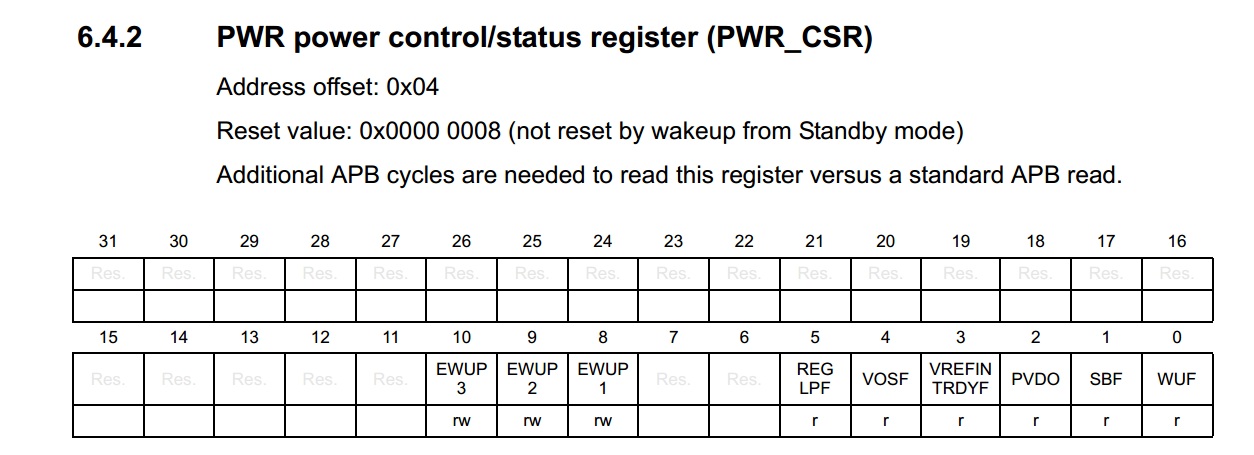 6.4.2 PWR power control/status register (PWR_CSR)
Address offset: 0x04
Reset value: 0x0000 0008 (not reset by wakeup from Standby mode)
Additional APB cycles are needed to read this register versus a standard APB read.
31 30 29 28 27 26 25 24 23 22 21 20 19 18 17 16
Res. Res. Res. Res. Res. Res. Res. Res. Res. Res. Res. Res. Res. Res. Res. Res.
15 14 13 12 11 10 9 8 7 6 5 4 3 2 1 0
Res. Res. Res. Res. Res. EWUP 3 EWUP 2 EWUP 1 Res. Res. REG LPF VOSF VREFIN TRDYF PVDO SBF WUF
rw rw rw r r r r r r